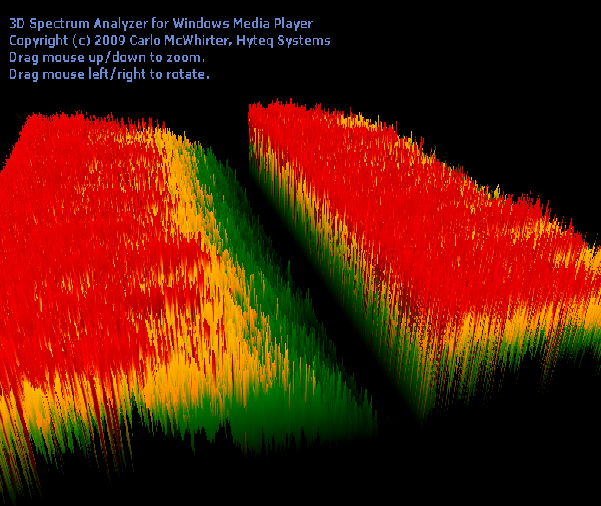 3D Spectrum Analyzer for Windows Media Player
Copyright (c) 2009 Carlo McWhirter, Hyteq Systems
Drag mouse up/down to zoom.
Drag mouse left/right to rotate.